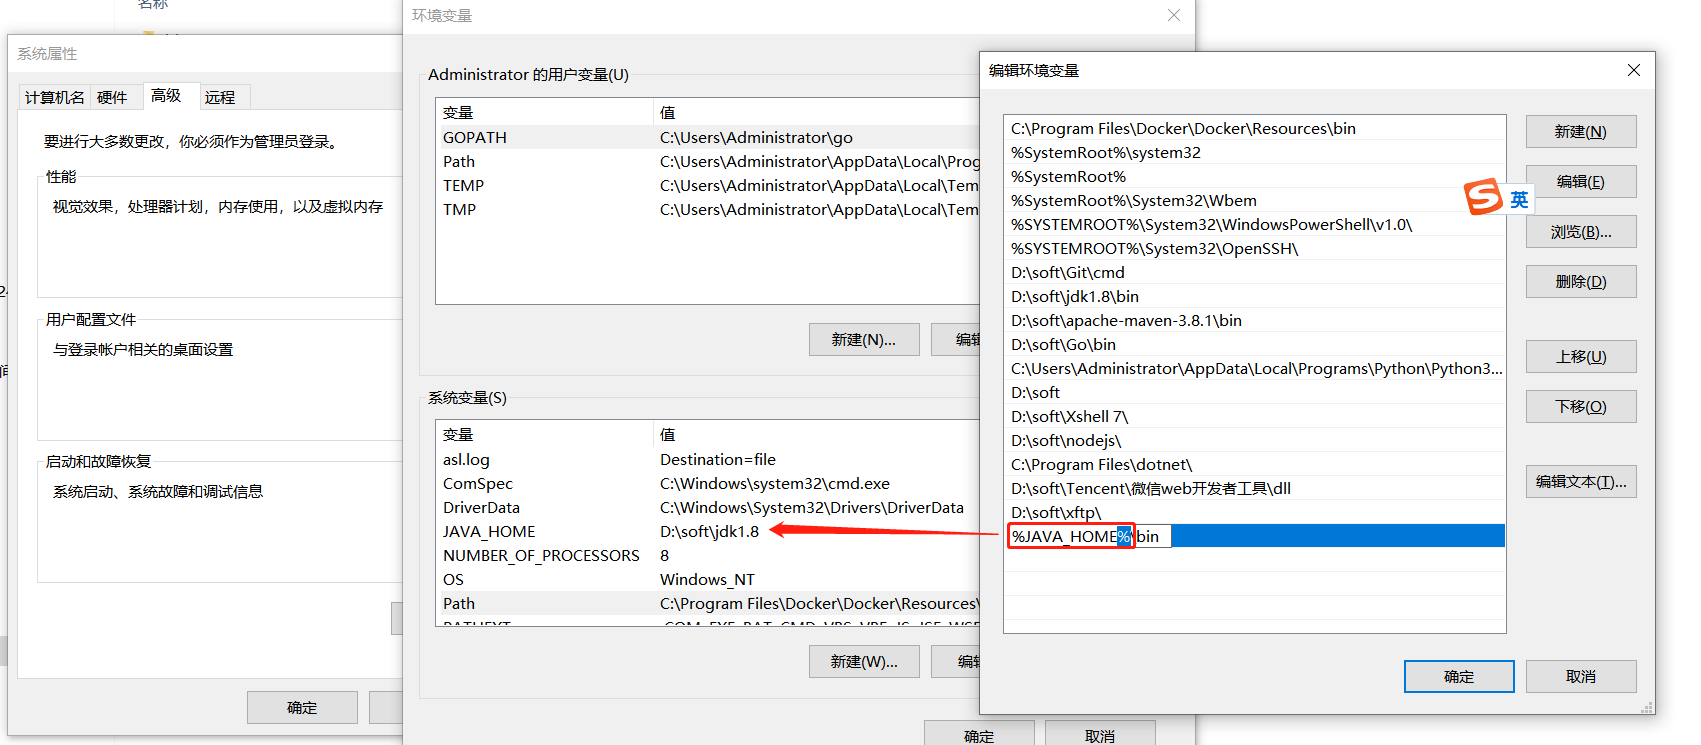 名称
系统属性
计算机名
硬件
高级
远程
要进行大多数更改，你必须作为管理员登录。
性能
视觉效果，处理器计划，内存使用，以及虚拟内存
用户配置文件
与登录帐户相关的桌面设置
启动和故障恢复
系统启动、系统故障和调试信息
确定
环境变量
Administrator 的用户变量(U)
变量 值
GOPATH C:\Users\Administrator\go
Path C:\Users\Administrator\AppData\Local\Prog
TEMP C:\Users\Administrator\AppData\Local\Tem
TMP C:\Users\Administrator\AppData\Local\Tem
新建(N)...
编辑
系统变量(S)
变量 值
asl.log Destination=file
ComSpec C:\Windows\system32\cmd.exe
DriverData C:\Windows\System32\Drivers\DriverData
JAVA_HOME D:\soft\jdk1.8
NUMBER_OF_PROCESSORS 8
OS Windows_NT
Path C:\Program Files\Docker\Docker\Resources\
PATHEXT .COM;.EXE;.BAT;.CMD;.VBS;.VBE;.JS;.JSE;.WSF
新建(W)...
编辑
确定
取消
编辑环境变量
C:\Program Files\Docker\Docker\Resources\bin
%SystemRoot%\system32
%SystemRoot%
%SystemRoot%\System32\Wbem
%SYSTEMROOT%\System32\WindowsPowerShell\v1.0\
%SYSTEMROOT%\System32\OpenSSH\
D:\soft\Git\cmd
D:\soft\jdk1.8\bin
D:\soft\apache-maven-3.8.1\bin
D:\soft\Go\bin
C:\Users\Administrator\AppData\Local\Programs\Python\Python3...
D:\soft
D:\soft\Xshell 7\
D:\soft\nodejs\
C:\Program Files\dotnet\
D:\soft\Tencent\微信web开发者工具\dll
D:\soft\xftp\
%JAVA_HOME%\bin
新建(N)
编辑(E)
英
浏览(B)...
删除(D)
上移(U)
下移(O)
编辑文本(T)...
确定
取消